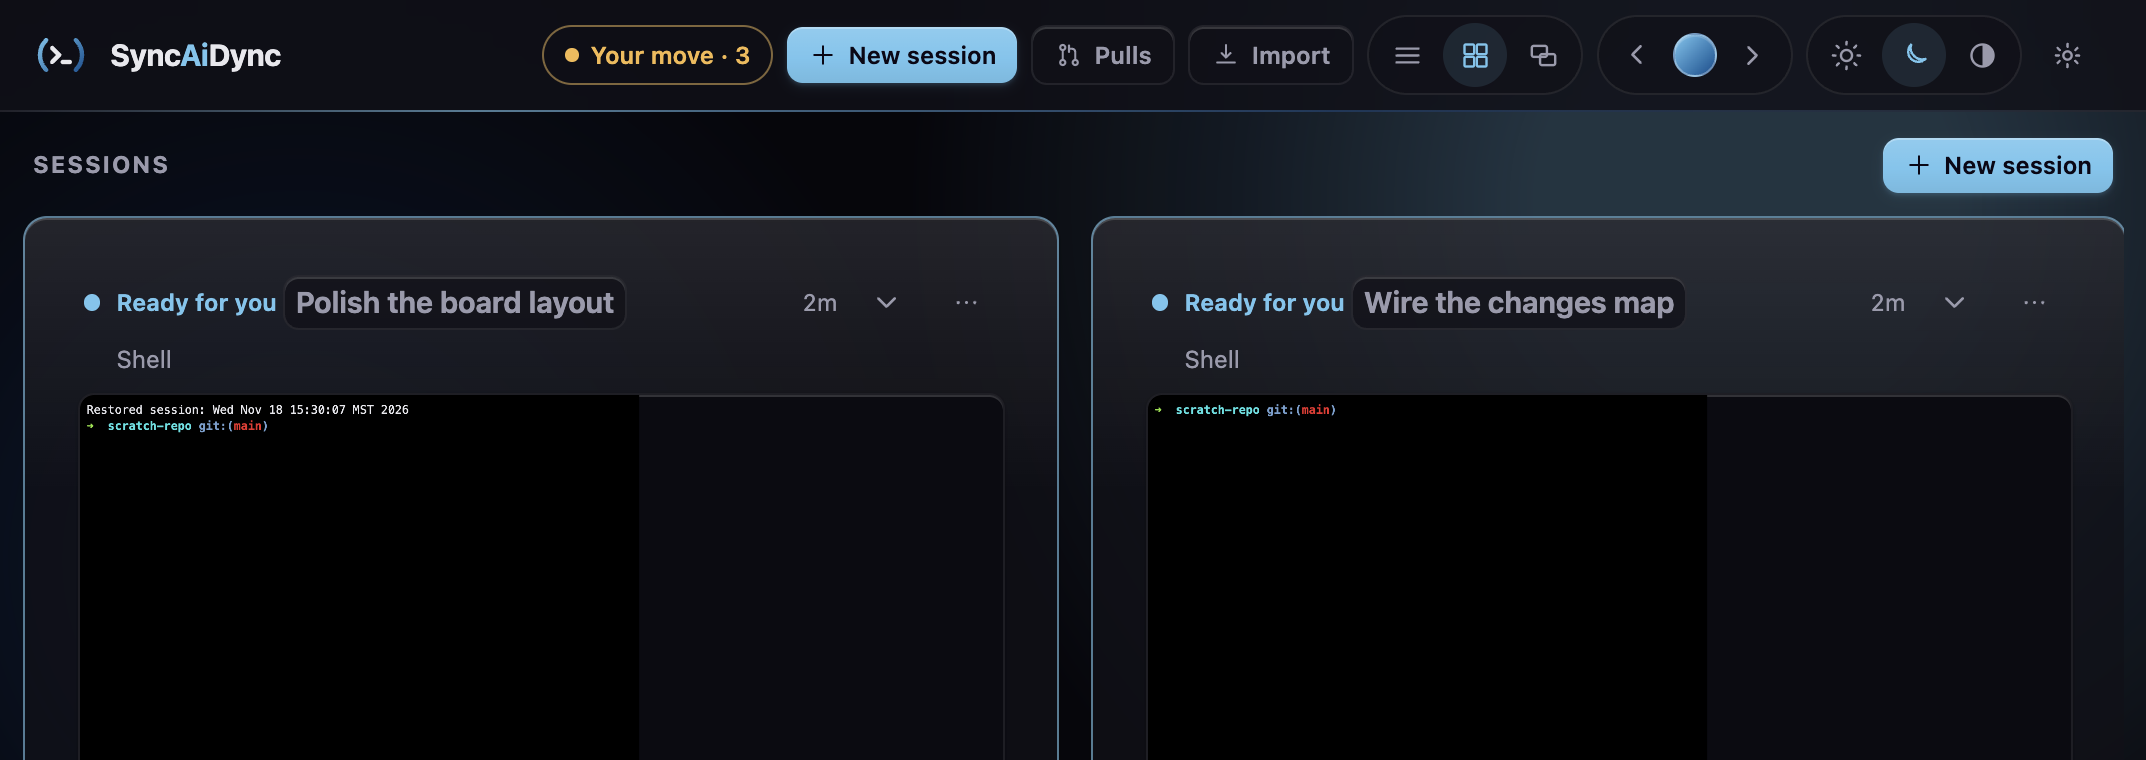 SyncAiDync
Your move · 3
+ New session
Pulls
Import
SESSIONS
+ New session
Ready for you Polish the board layout 2m ...
Shell
Restored session: Wed Nov 18 15:30:07 MST 2026
→ scratch-repo git:(main)
Ready for you Wire the changes map 2m ...
Shell
→ scratch-repo git:(main)